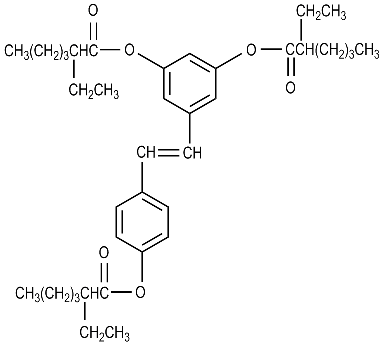 O CH2CH3
CH3(CH2)3CHC O O CCH(CH2)3CH3
CH2CH3 O
CH CH
O
CH3(CH2)3CHC O
CH2CH3